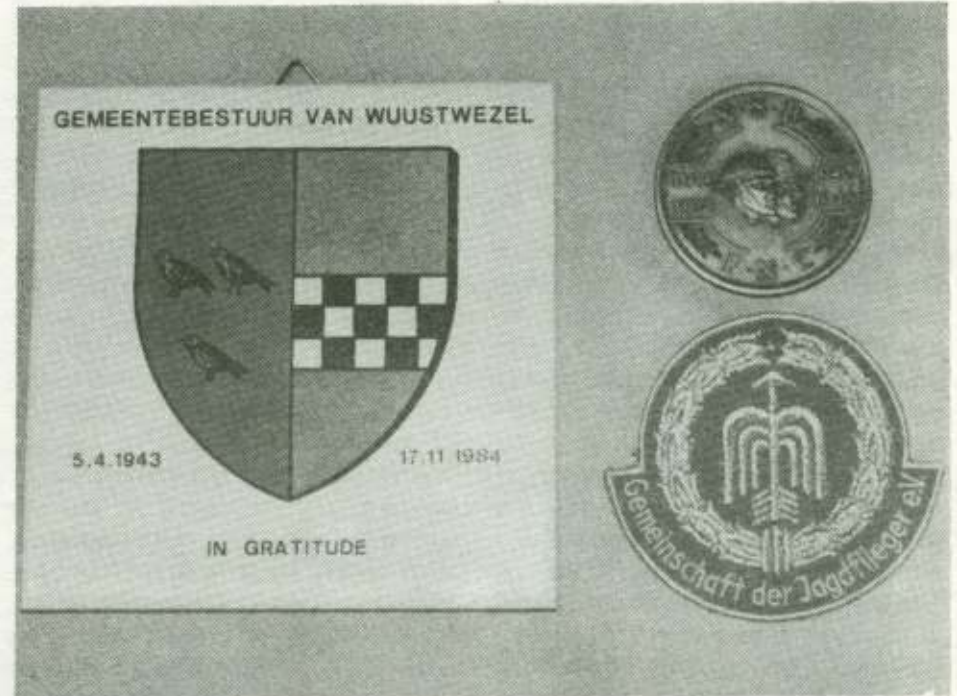 GEMEENTEBESTUUR VAN WUUSTWEZEL
5.4.1943
17.11.1984
IN GRATITUDE
Gemeinschaft der Jagdflieger e.V.